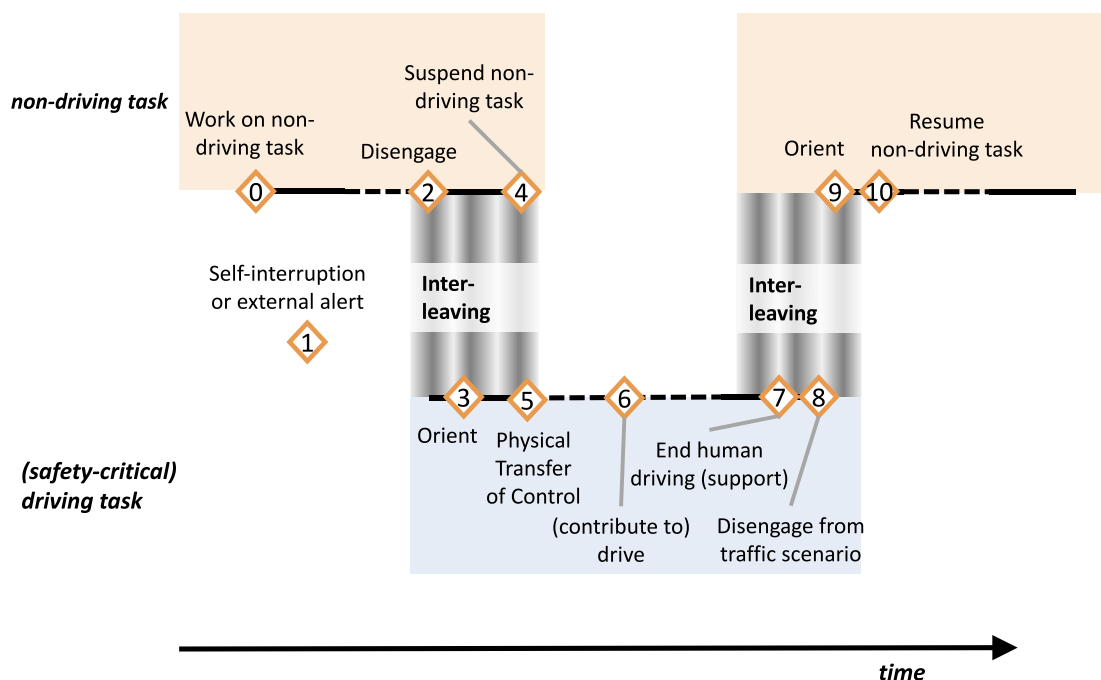 Suspend non-
driving task
non-driving task
Work on non-
driving task
Disengage
Orient
Resume
non-driving task
0
2
4
9
10
Self-interruption
or external alert
1
Inter-
leaving
Inter-
leaving
3
5
6
7
8
Orient
Physical
Transfer
of Control
End human
driving (support)
(safety-critical)
driving task
(contribute to)
drive
Disengage from
traffic scenario
time